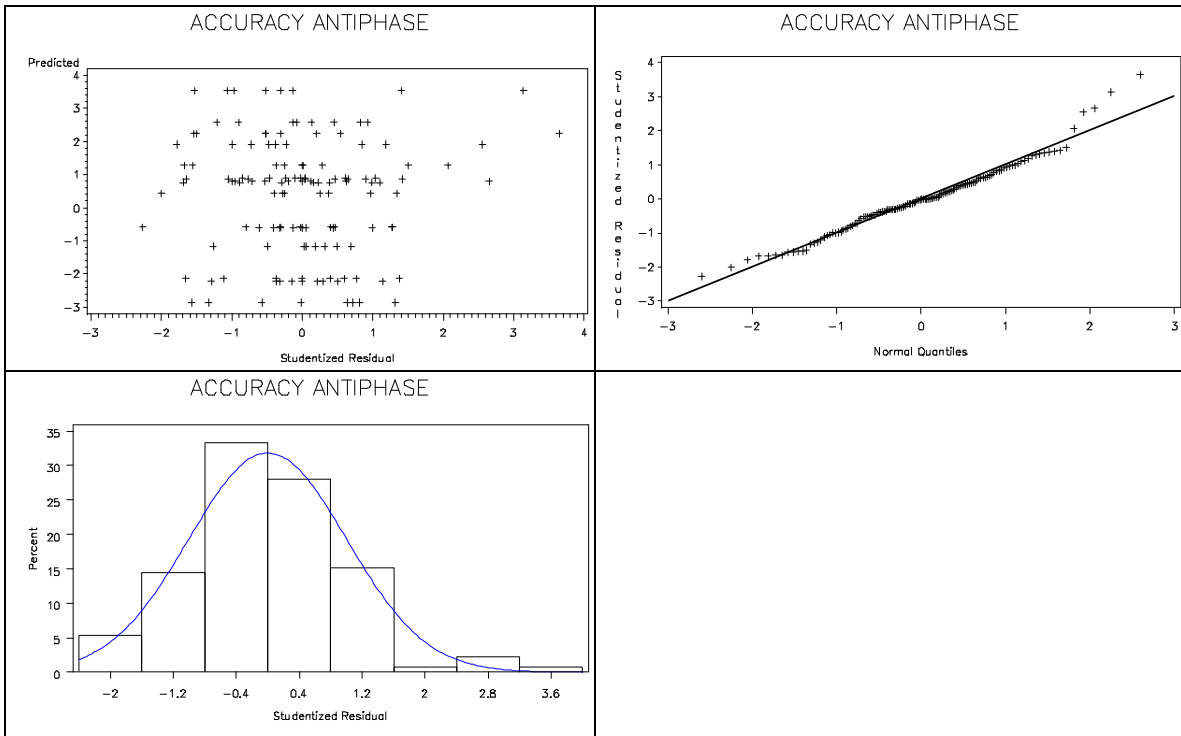 ACCURACY ANTIPHASE
Predicted
4
3
2
1
0
−1
−2
−3
−3 −2 −1 0 1 2 3 4
Studentized Residual
ACCURACY ANTIPHASE
Studentized Residual
4
3
2
1
0
−1
−2
−3
−3 −2 −1 0 1 2 3
Normal Quantiles
ACCURACY ANTIPHASE
Percent
35
30
25
20
15
10
5
0
−2 −1.2 −0.4 0.4 1.2 2 2.8 3.6
Studentized Residual